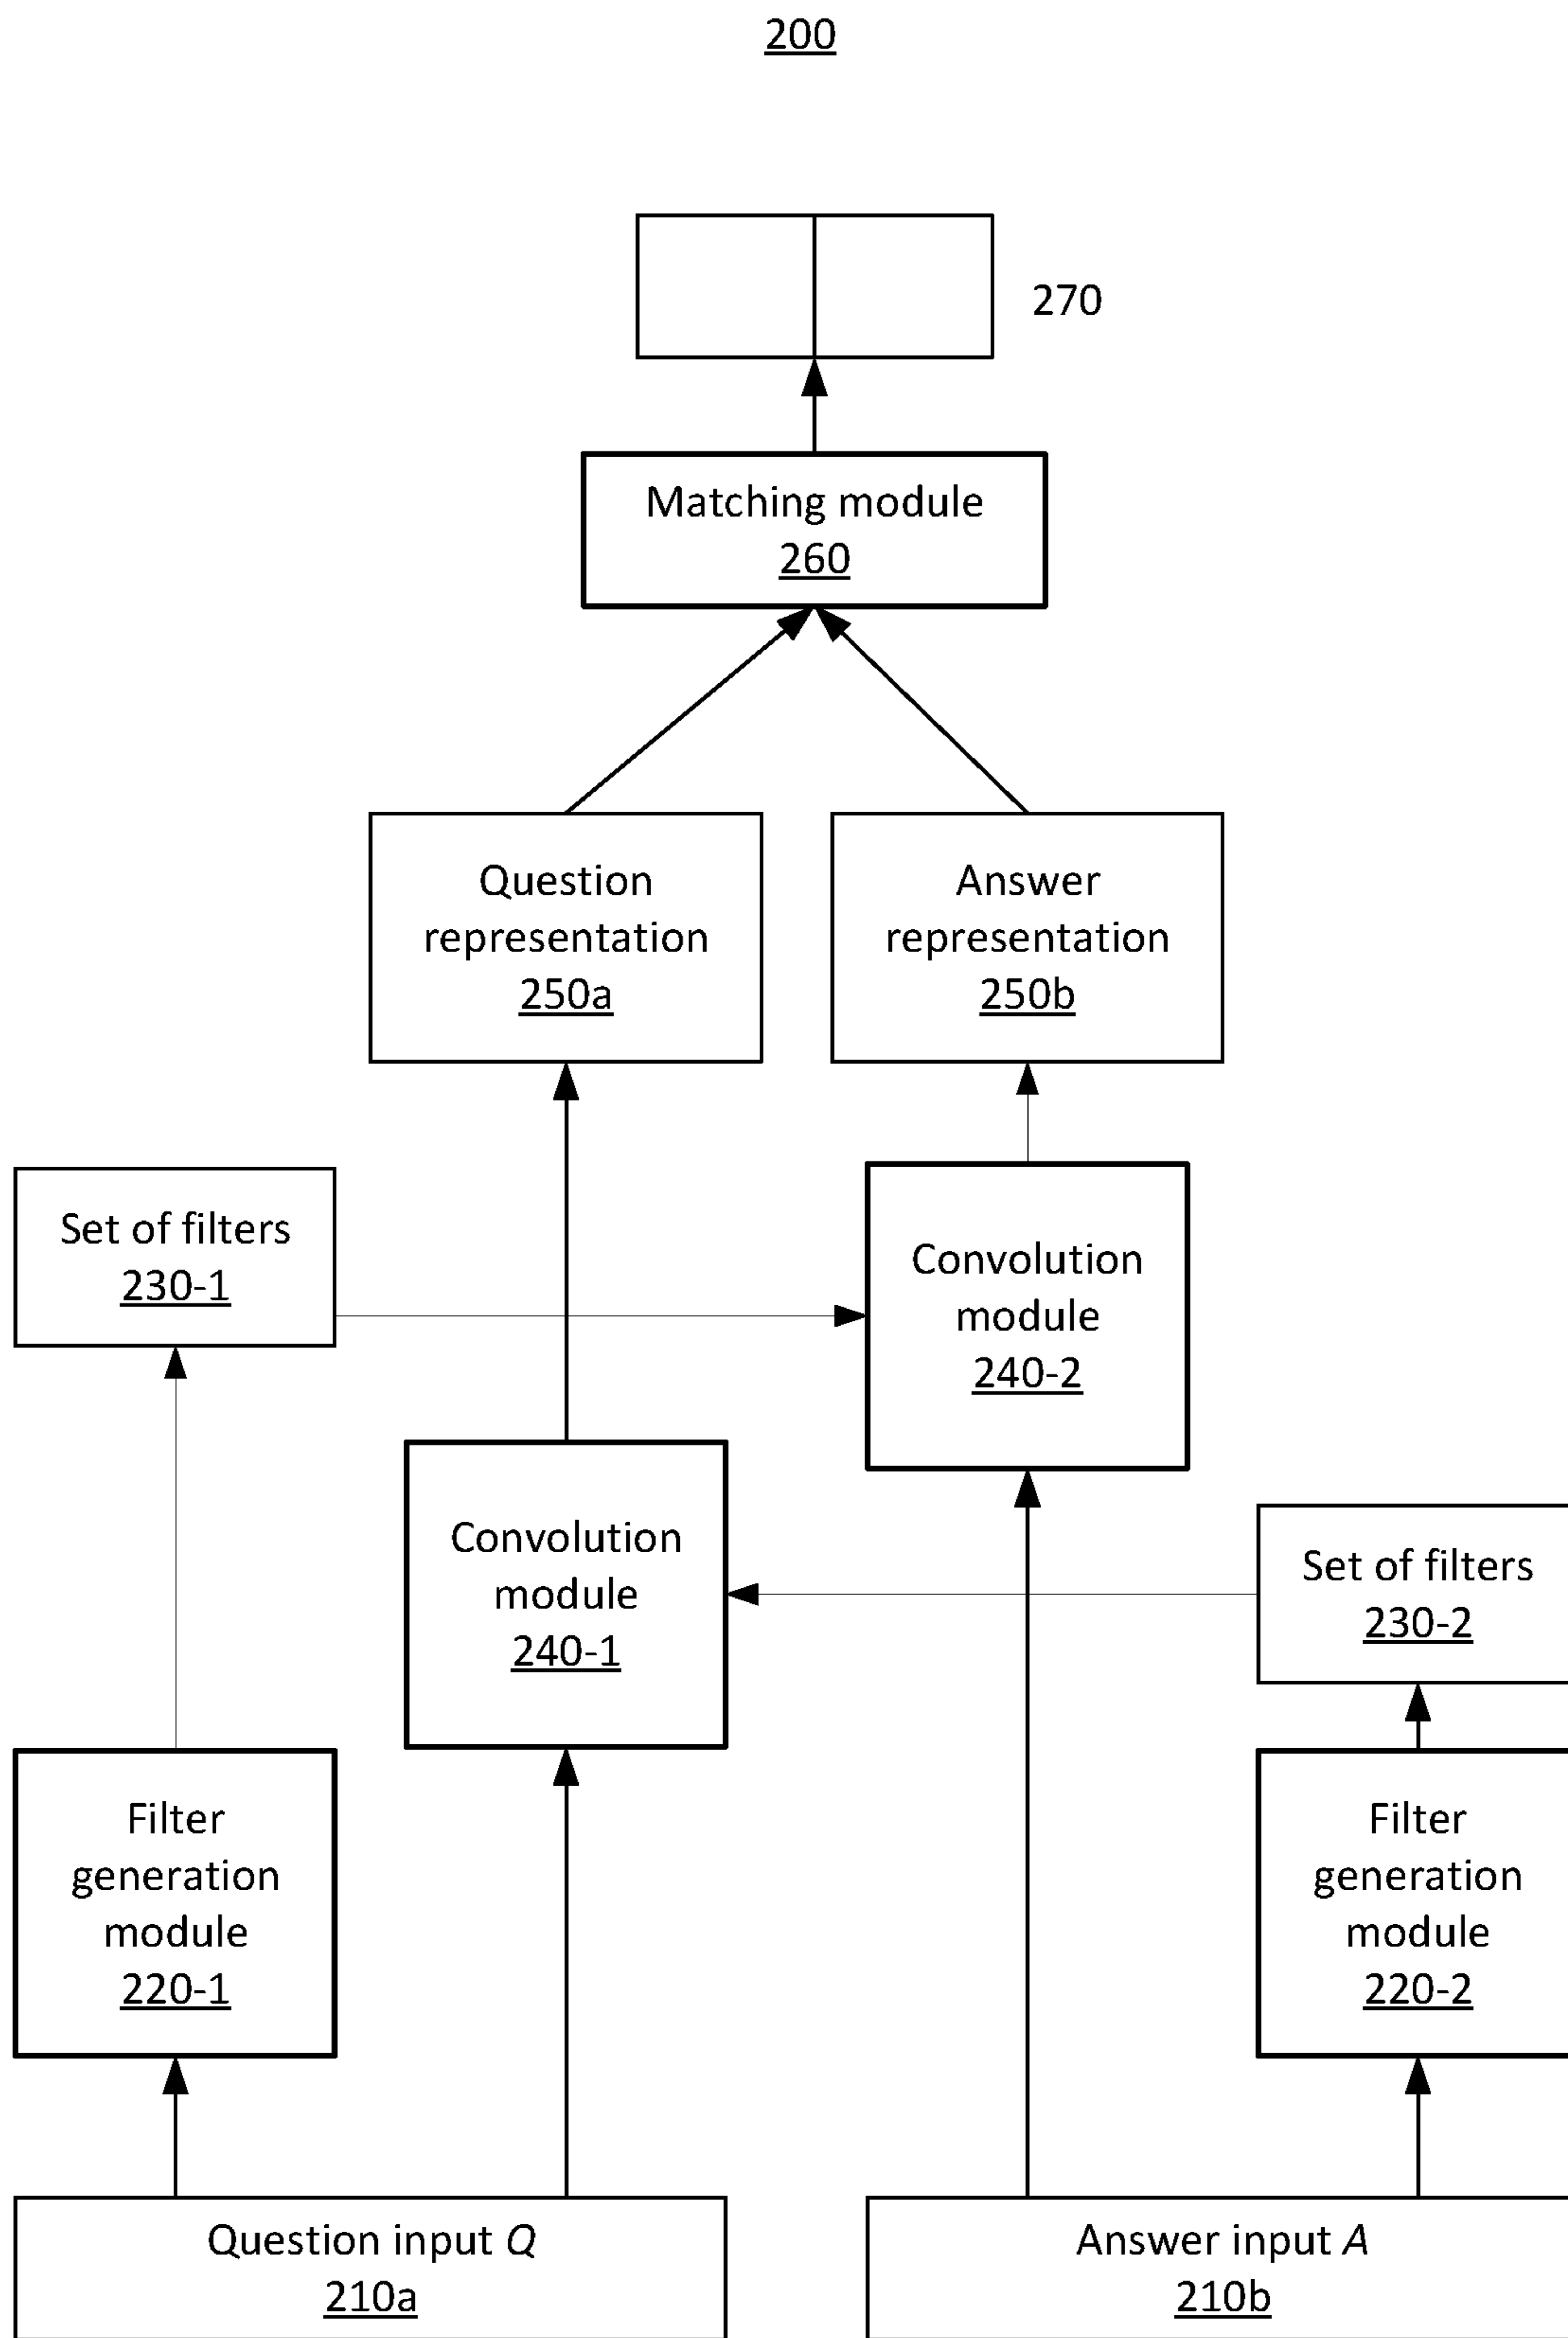 200
270
Matching module
260
Question
representation
250a
Answer
representation
250b
Set of filters
230-1
Convolution
module
240-2
Convolution
module
240-1
Set of filters
230-2
Filter
generation
module
220-1
Filter
generation
module
220-2
Question input Q
210a
Answer input A
210b